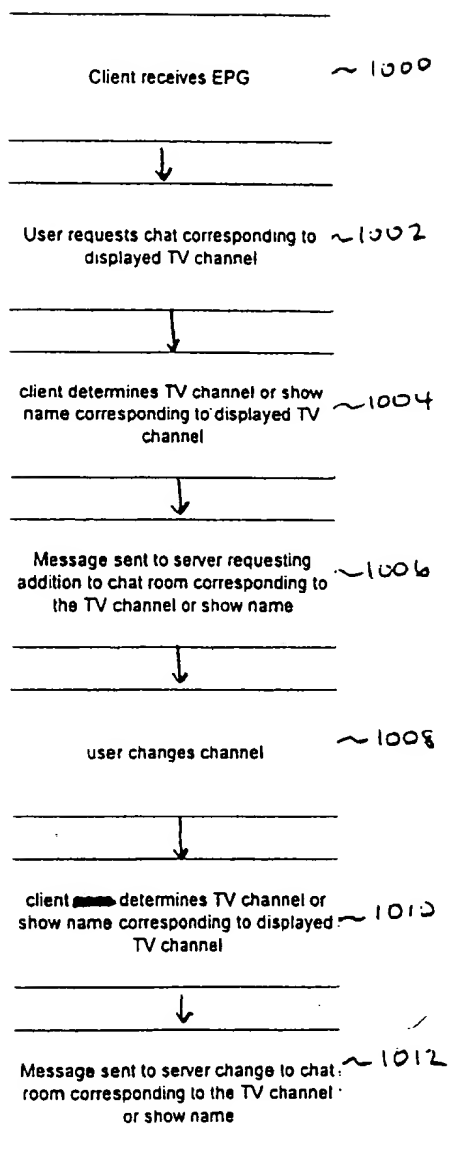 Client receives EPG ~ 1000
User requests chat corresponding to ~ 1002
displayed TV channel
client determines TV channel or show
name corresponding to displayed TV ~ 1004
channel
Message sent to server requesting
addition to chat room corresponding to ~ 1006
the TV channel or show name
user changes channel ~ 1008
client determines TV channel or
show name corresponding to displayed ~ 1010
TV channel
Message sent to server change to chat ~ 1012
room corresponding to the TV channel
or show name